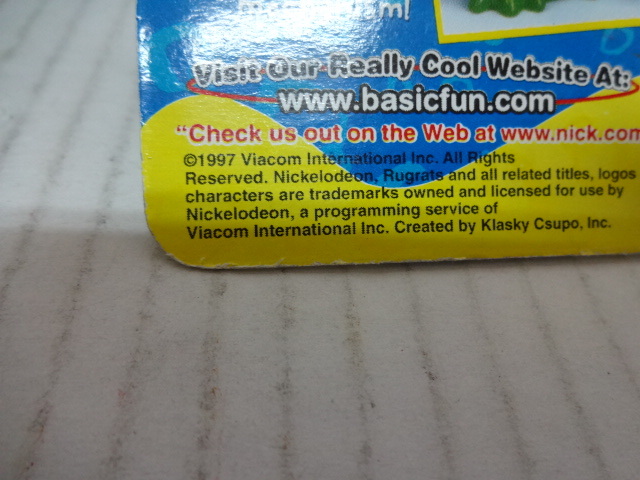 Visit Our Really Cool Website At:
www.basicfun.com
"Check us out on the Web at www.nick.com
©1997 Viacom International Inc. All Rights
Reserved. Nickelodeon, Rugrats and all related titles, logos
characters are trademarks owned and licensed for use by
Nickelodeon, a programming service of
Viacom International Inc. Created by Klasky Csupo, Inc.